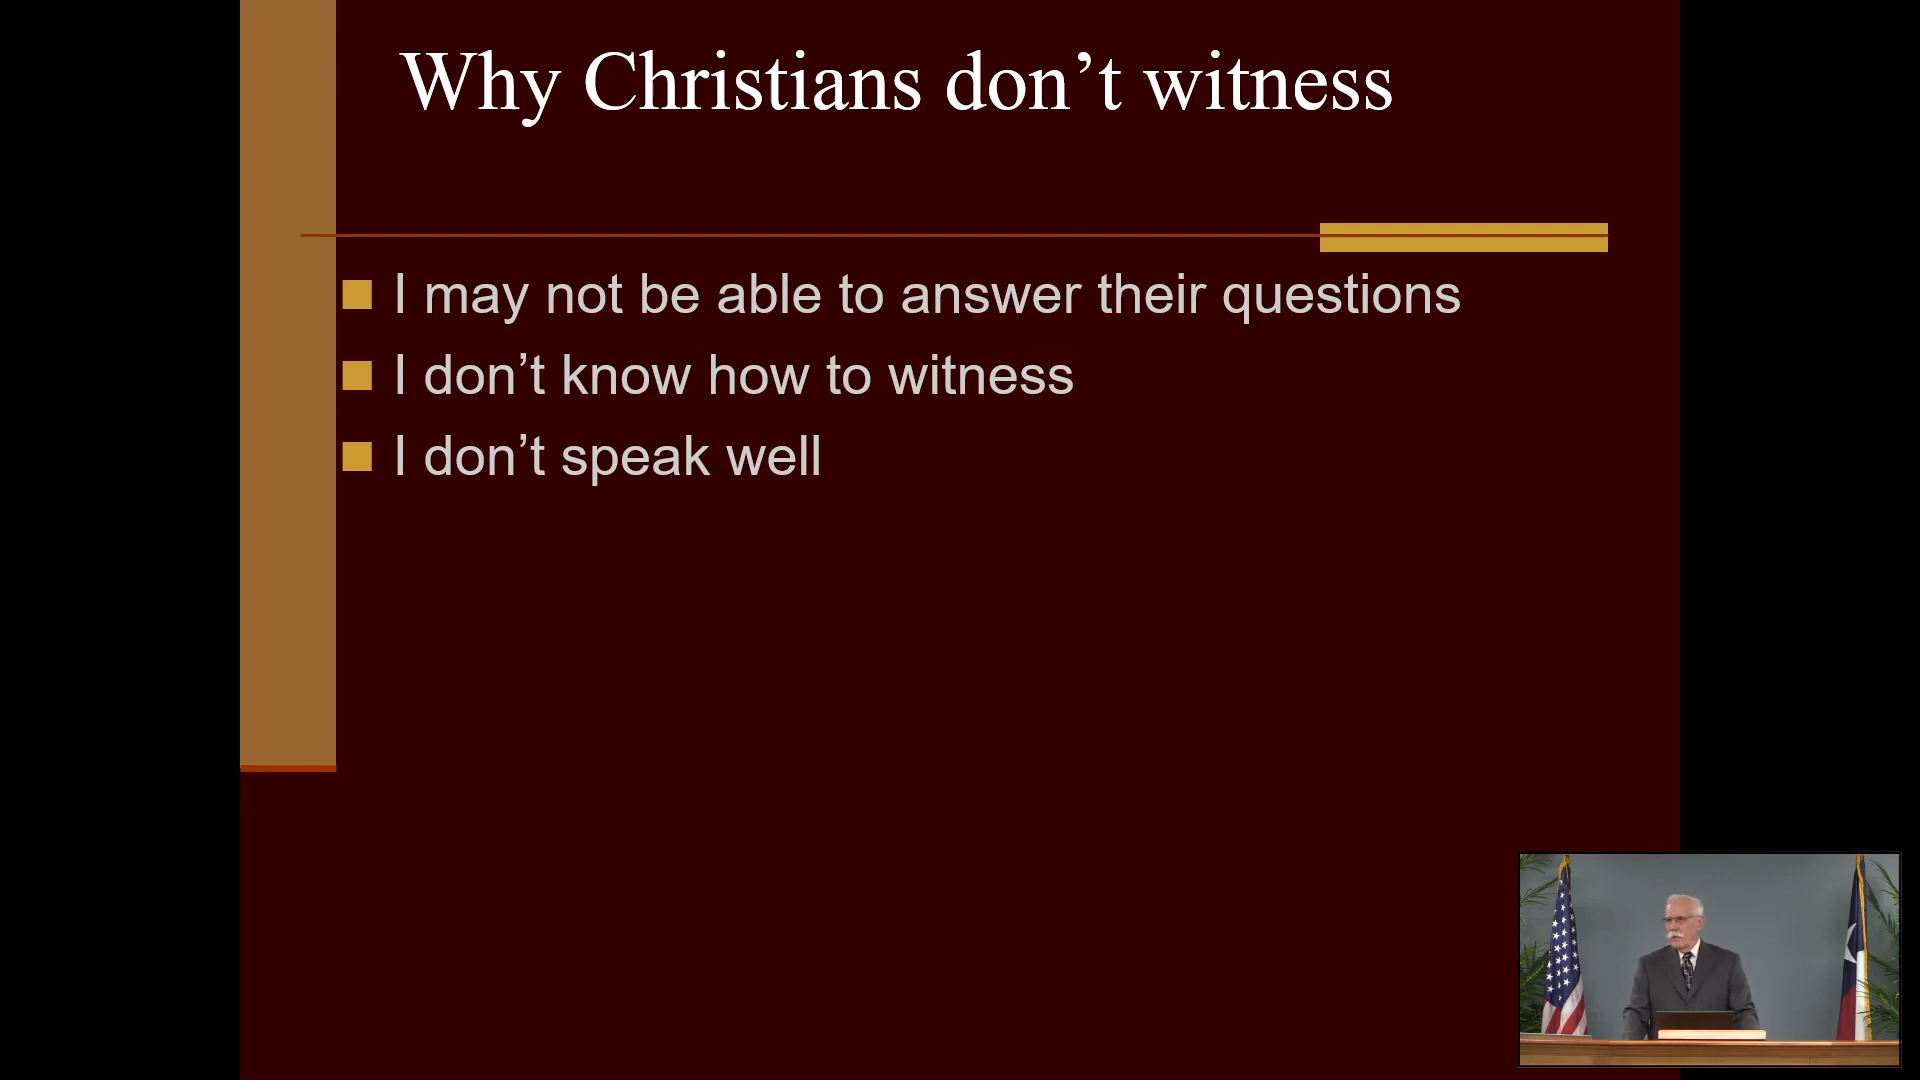 Why Christians don’t witness
I may not be able to answer their questions
I don’t know how to witness
I don’t speak well